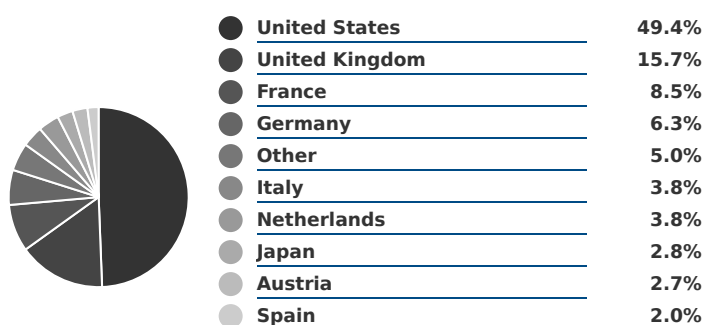 United States 49.4%
United Kingdom 15.7%
France 8.5%
Germany 6.3%
Other 5.0%
Italy 3.8%
Netherlands 3.8%
Japan 2.8%
Austria 2.7%
Spain 2.0%